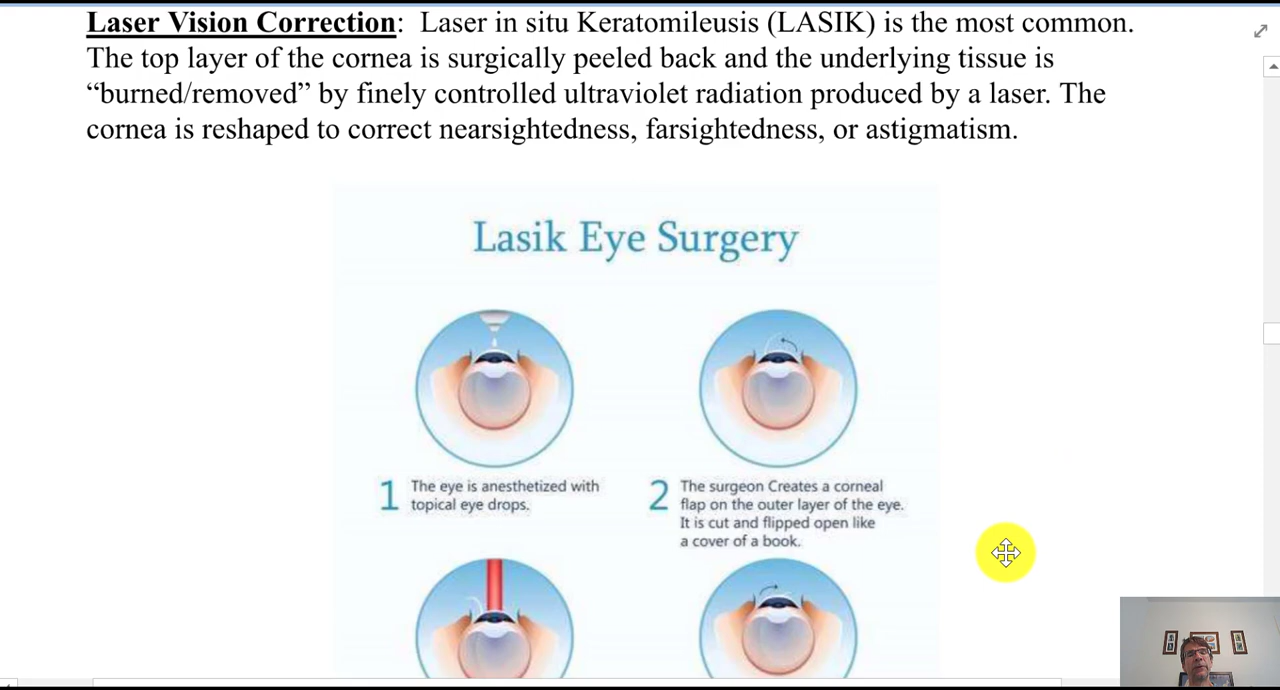 Laser Vision Correction:  Laser in situ Keratomileusis (LASIK) is the most common.
The top layer of the cornea is surgically peeled back and the underlying tissue is
“burned/removed” by finely controlled ultraviolet radiation produced by a laser. The
cornea is reshaped to correct nearsightedness, farsightedness, or astigmatism.
Lasik Eye Surgery
1 The eye is anesthetized with
topical eye drops.
2 The surgeon Creates a corneal
flap on the outer layer of the eye.
It is cut and flipped open like
a cover of a book.